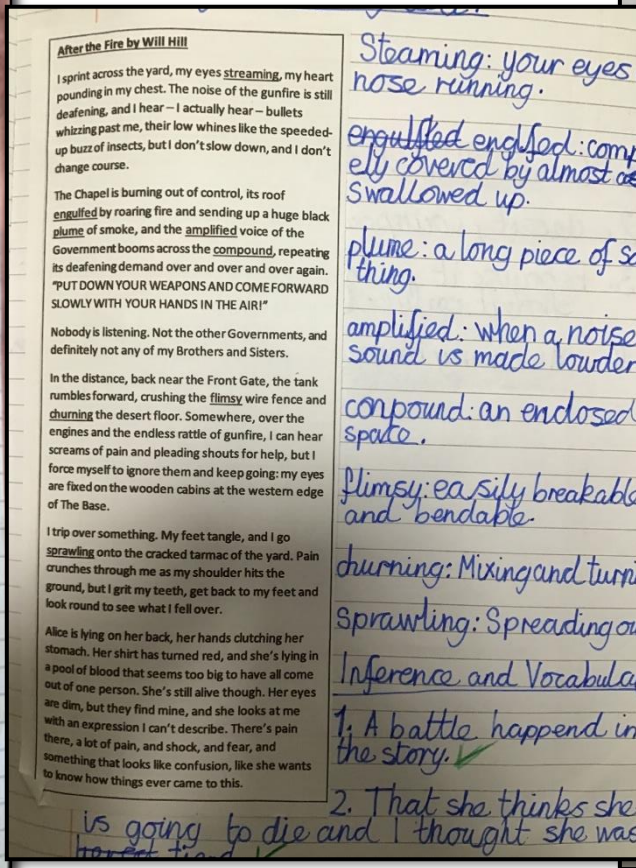 After the Fire by Will Hill
I sprint across the yard, my eyes streaming, my heart
pounding in my chest. The noise of the gunfire is still
deafening, and I hear – I actually hear – bullets
whizzing past me, their low whines like the speeded-
up buzz of insects, but I don't slow down, and I don't
change course.
The Chapel is burning out of control, its roof
engulfed by roaring fire and sending up a huge black
plume of smoke, and the amplified voice of the
Government booms across the compound, repeating
its deafening demand over and over and over again.
"PUT DOWN YOUR WEAPONS AND COME FORWARD
SLOWLY WITH YOUR HANDS IN THE AIR!"
Nobody is listening. Not the other Governments, and
definitely not any of my Brothers and Sisters.
In the distance, back near the Front Gate, the tank
rumbles forward, crushing the flimsy wire fence and
churning the desert floor. Somewhere, over the
engines and the endless rattle of gunfire, I can hear
screams of pain and pleading shouts for help, but I
force myself to ignore them and keep going: my eyes
are fixed on the wooden cabins at the western edge
of The Base.
I trip over something. My feet tangle, and I go
sprawling onto the cracked tarmac of the yard. Pain
crunches through me as my shoulder hits the
ground, but I grit my teeth, get back to my feet and
look round to see what I fell over.
Alice is lying on her back, her hands clutching her
stomach. Her shirt has turned red, and she's lying in
a pool of blood that seems too big to have all come
out of one person. She's still alive though. Her eyes
are dim, but they find mine, and she looks at me
with an expression I can't describe. There's pain
there, a lot of pain, and shock, and fear, and
something that looks like confusion, like she wants
to know how things ever came to this.
Steaming: your eyes
nose running.
engulfted engulfed: comp
ely covered by almost as
swallowed up.
plume: a long piece of so
thing.
amplified: when a noise
sound is made lowder
conpound: an enclosed
space.
flimsy: easily breakable
and bendable.
churning: Mixing and turni
Sprawling: Spreading ou
Inference and Vocabula
1. A battle happend in
the story.
2. That she thinks she
is going to die and I thought she was